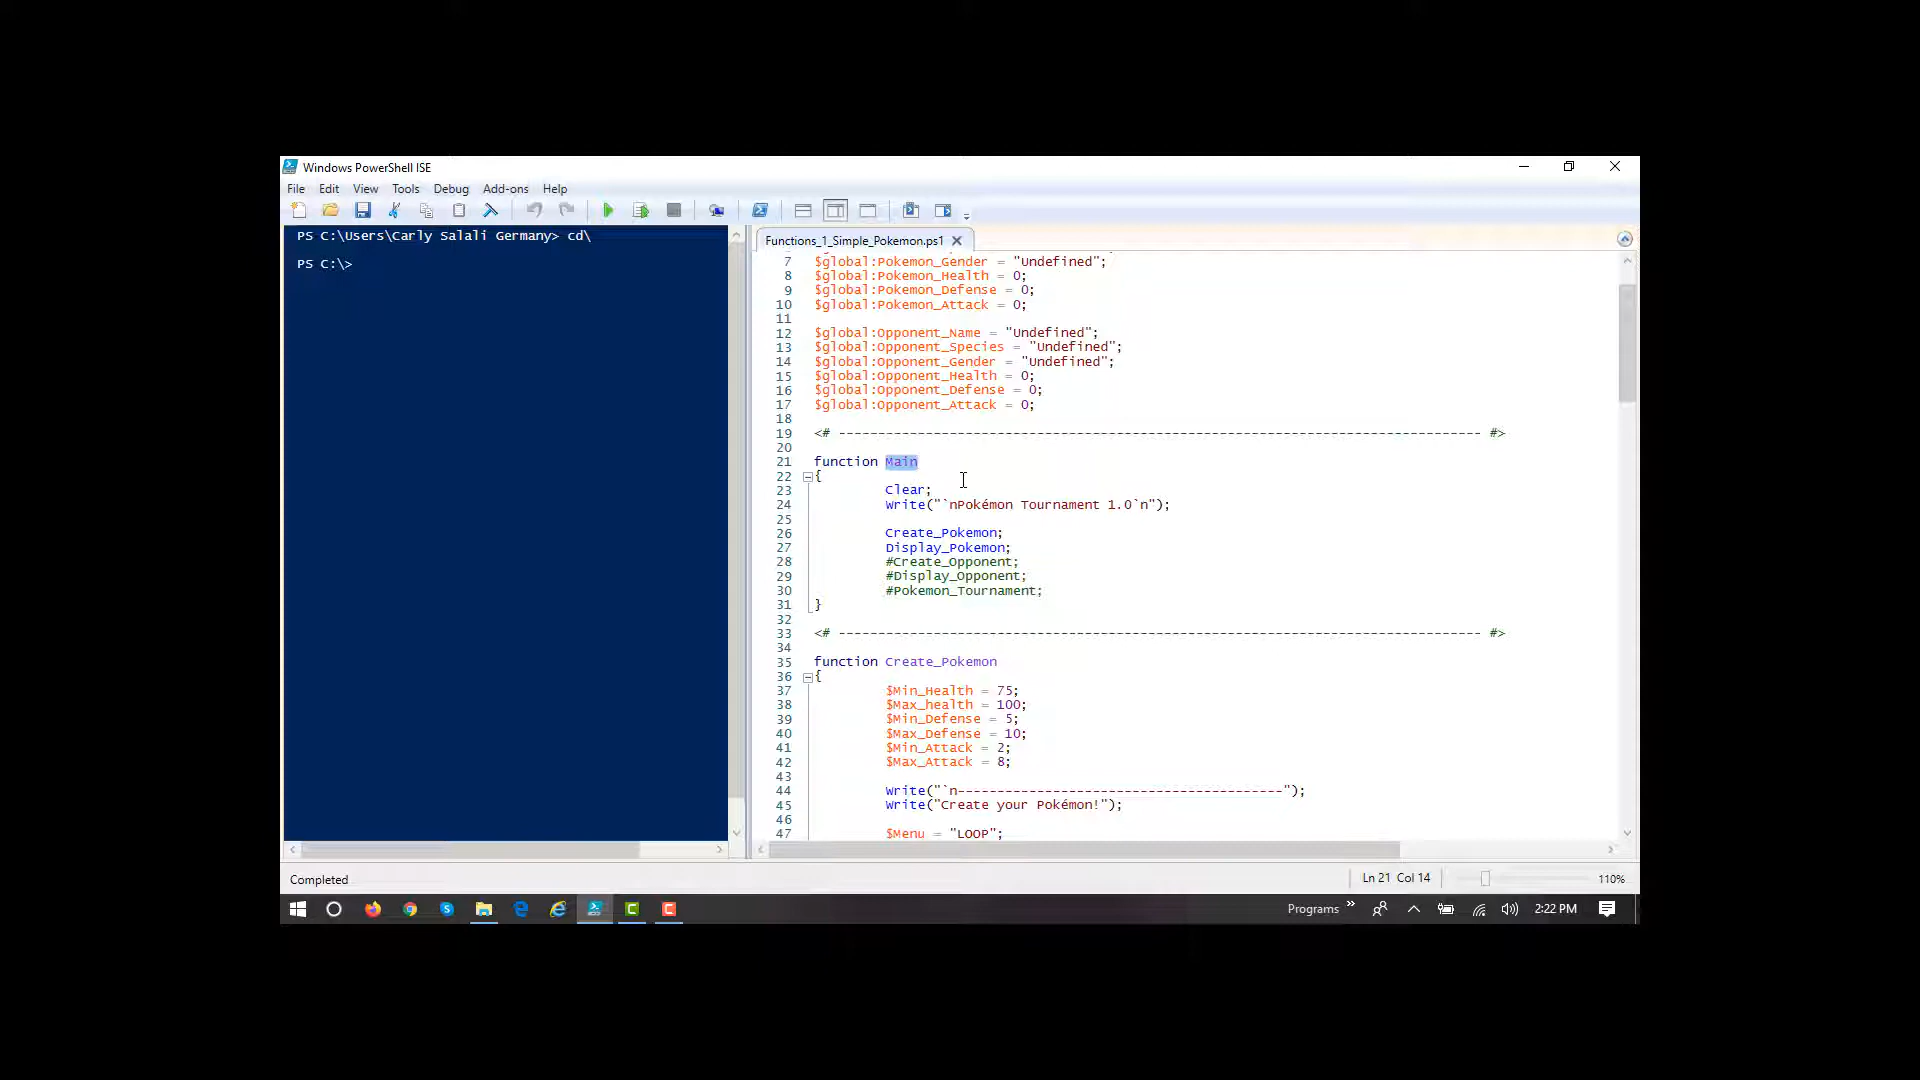 Windows PowerShell ISE
File Edit View Tools Debug Add-ons Help
PS C:\Users\Carly Salali Germany> cd\
PS C:\>
Functions_1_Simple_Pokemon.ps1
7 $global:Pokemon_Gender = "Undefined";
8 $global:Pokemon_Health = 0;
9 $global:Pokemon_Defense = 0;
10 $global:Pokemon_Attack = 0;
11
12 $global:Opponent_Name = "Undefined";
13 $global:Opponent_Species = "Undefined";
14 $global:Opponent_Gender = "Undefined";
15 $global:Opponent_Health = 0;
16 $global:Opponent_Defense = 0;
17 $global:Opponent_Attack = 0;
18
19 <# --------------------------------------------------------------------------------- #>
20
21 function Main
22 {
23 Clear;
24 Write("`nPokémon Tournament 1.0`n");
25
26 Create_Pokemon;
27 Display_Pokemon;
28 #Create_Opponent;
29 #Display_Opponent;
30 #Pokemon_Tournament;
31 }
32
33 <# --------------------------------------------------------------------------------- #>
34
35 function Create_Pokemon
36 {
37 $Min_Health = 75;
38 $Max_health = 100;
39 $Min_Defense = 5;
40 $Max_Defense = 10;
41 $Min_Attack = 2;
42 $Max_Attack = 8;
43
44 Write("`n-----------------------------------------");
45 Write("Create your Pokémon!");
46
47 $Menu = "LOOP";
Completed
Ln 21 Col 14
110%
Programs
2:22 PM